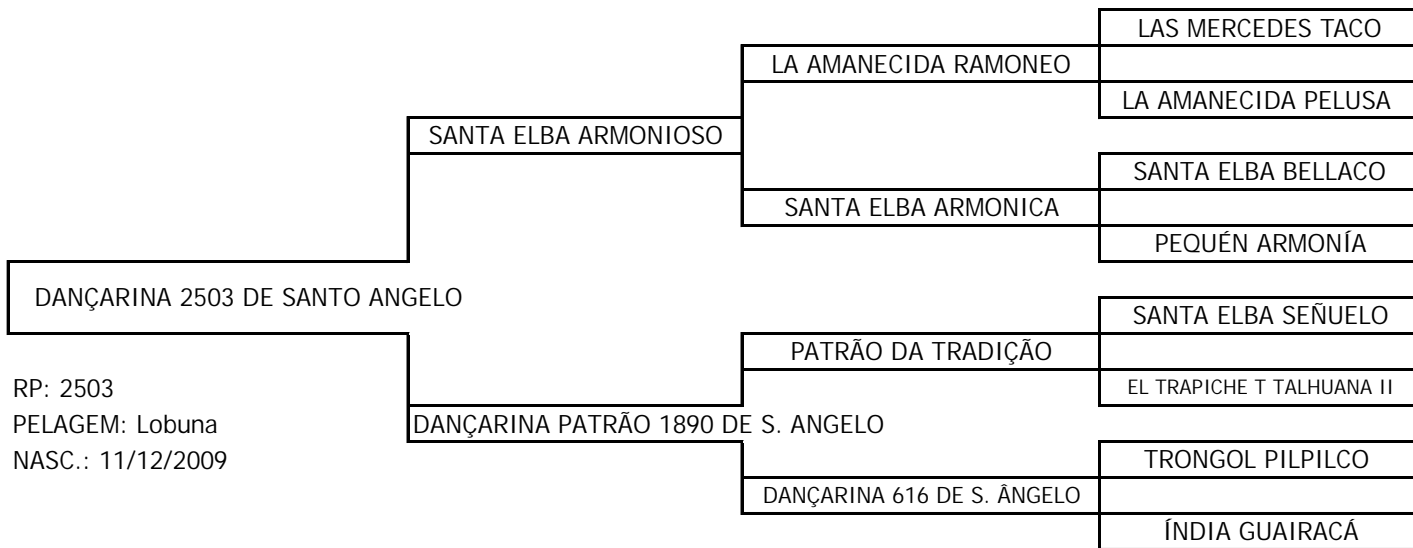 LAS MERCEDES TACO
LA AMANECIDA RAMONEO
LA AMANECIDA PELUSA
SANTA ELBA ARMONIOSO
SANTA ELBA BELLACO
SANTA ELBA ARMONICA
PEQUÉN ARMONÍA
DANÇARINA 2503 DE SANTO ANGELO
SANTA ELBA SEÑUELO
PATRÃO DA TRADIÇÃO
EL TRAPICHE T TALHUANA II
RP: 2503
PELAGEM: Lobuna
DANÇARINA PATRÃO 1890 DE S. ANGELO
NASC.: 11/12/2009
TRONGOL PILPILCO
DANÇARINA 616 DE S. ÂNGELO
ÍNDIA GUAIRACÁ